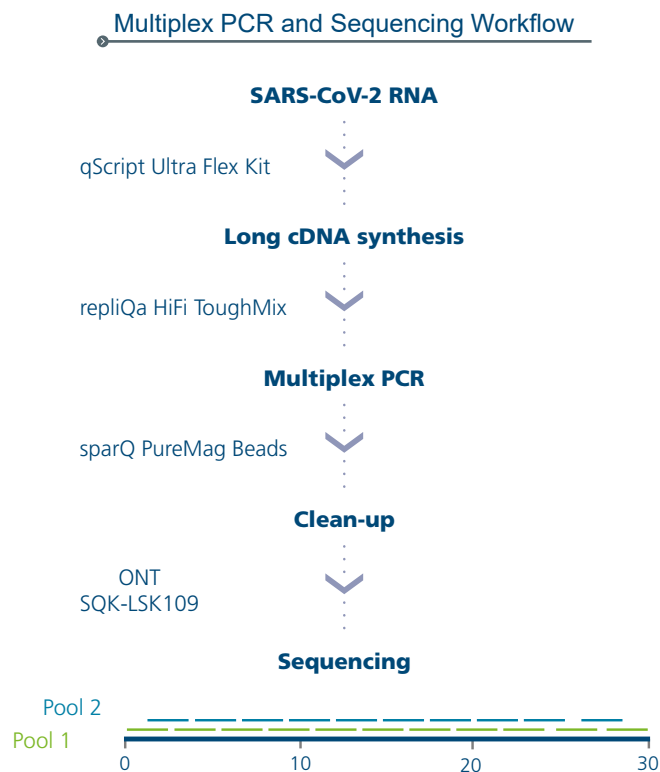 Multiplex PCR and Sequencing Workflow
SARS-CoV-2 RNA
qScript Ultra Flex Kit
Long cDNA synthesis
repliQa HiFi ToughMix
Multiplex PCR
sparQ PureMag Beads
Clean-up
ONT
SQK-LSK109
Sequencing
Pool 2
Pool 1
0 10 20 30